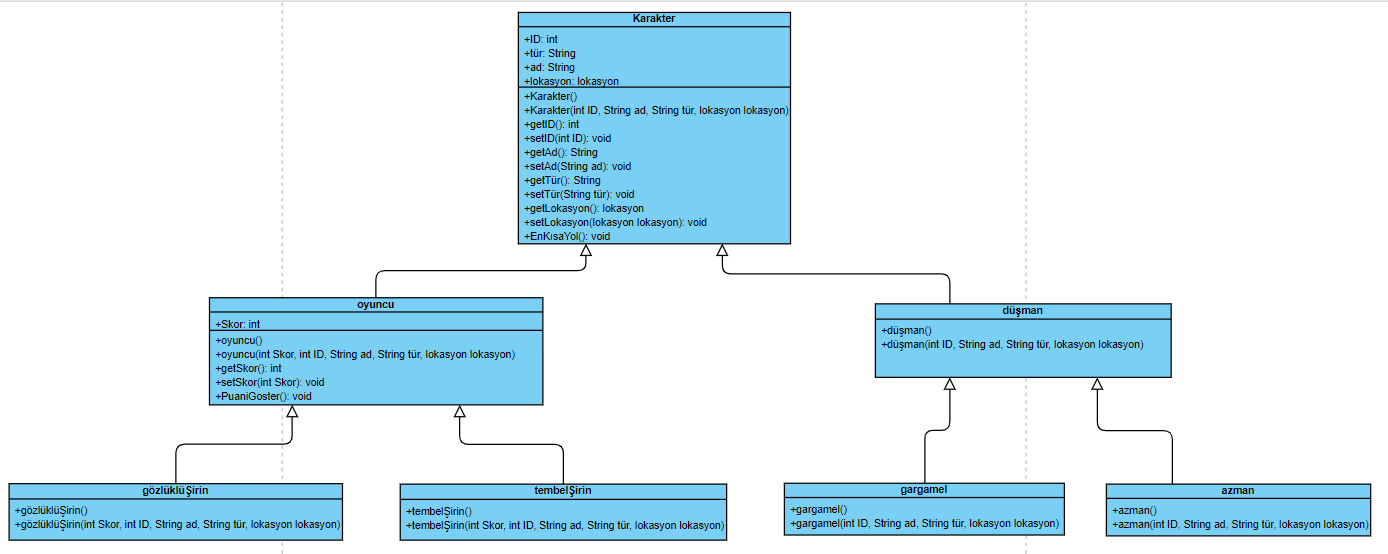 Karakter
+ID: int
+tür: String
+ad: String
+lokasyon: lokasyon
+Karakter()
+Karakter(int ID, String ad, String tür, lokasyon lokasyon)
+getID(): int
+setID(int ID): void
+getAd(): String
+setAd(String ad): void
+getTür(): String
+setTür(String tür): void
+getLokasyon(): lokasyon
+setLokasyon(lokasyon lokasyon): void
+EnKısaYol(): void
oyuncu
+Skor: int
+oyuncu()
+oyuncu(int Skor, int ID, String ad, String tür, lokasyon lokasyon)
+getSkor(): int
+setSkor(int Skor): void
+PuaniGoster(): void
düşman
+düşman()
+düşman(int ID, String ad, String tür, lokasyon lokasyon)
gözlüklüŞirin
+gözlüklüŞirin()
+gözlüklüŞirin(int Skor, int ID, String ad, String tür, lokasyon lokasyon)
tembelŞirin
+tembelŞirin()
+tembelŞirin(int Skor, int ID, String ad, String tür, lokasyon lokasyon)
gargamel
+gargamel()
+gargamel(int ID, String ad, String tür, lokasyon lokasyon)
azman
+azman()
+azman(int ID, String ad, String tür, lokasyon lokasyon)